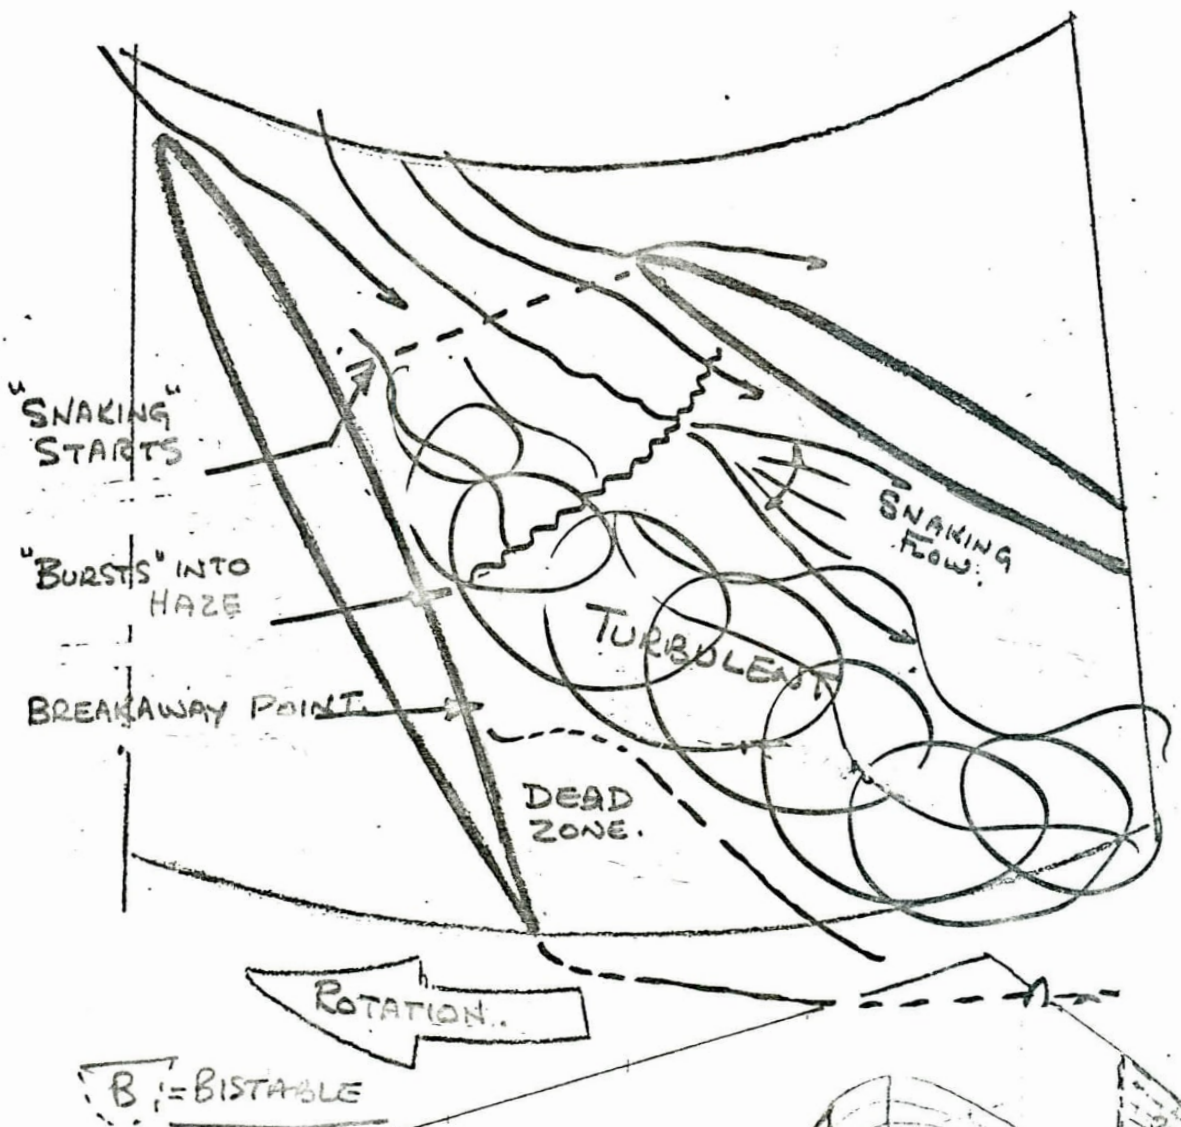 "SNAKING"
STARTS
"BURSTS" INTO
HAZE
BREAKAWAY POINT.
SNAKING
FLOW.
TURBULENT
DEAD
ZONE.
ROTATION.
B = BISTABLE